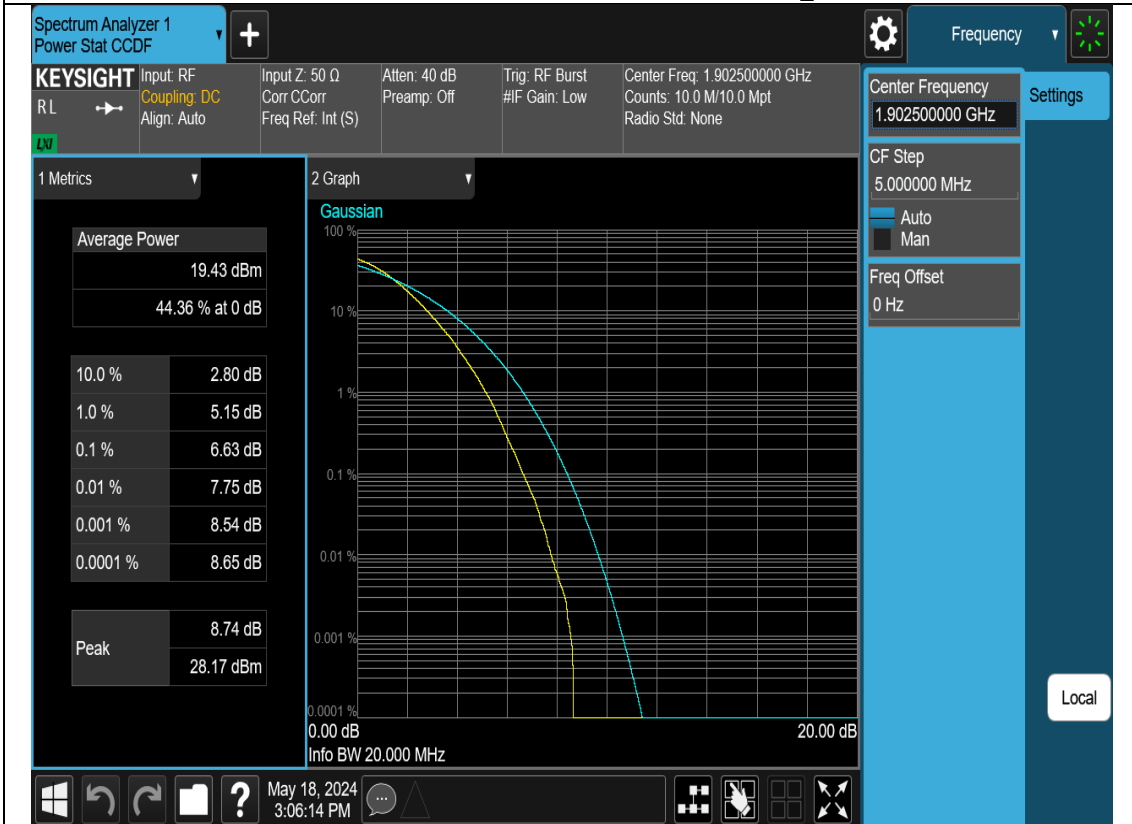 Spectrum Analyzer 1
Power Stat CCDF
+
Frequency
KEYSIGHT
RL
LXI
Input: RF
Coupling: DC
Align: Auto
Input Z: 50 Ω
Corr CCorr
Freq Ref: Int (S)
Atten: 40 dB
Preamp: Off
Trig: RF Burst
#IF Gain: Low
Center Freq: 1.902500000 GHz
Counts: 10.0 M/10.0 Mpt
Radio Std: None
Center Frequency
1.902500000 GHz
Settings
CF Step
5.000000 MHz
Auto
Man
Freq Offset
0 Hz
1 Metrics
Average Power
19.43 dBm
44.36 % at 0 dB
10.0 % 2.80 dB
1.0 % 5.15 dB
0.1 % 6.63 dB
0.01 % 7.75 dB
0.001 % 8.54 dB
0.0001 % 8.65 dB
Peak
8.74 dB
28.17 dBm
2 Graph
Gaussian
100 %
10 %
1 %
0.1 %
0.01 %
0.001 %
0.0001 %
0.00 dB 20.00 dB
Info BW 20.000 MHz
Local
?
May 18, 2024
3:06:14 PM